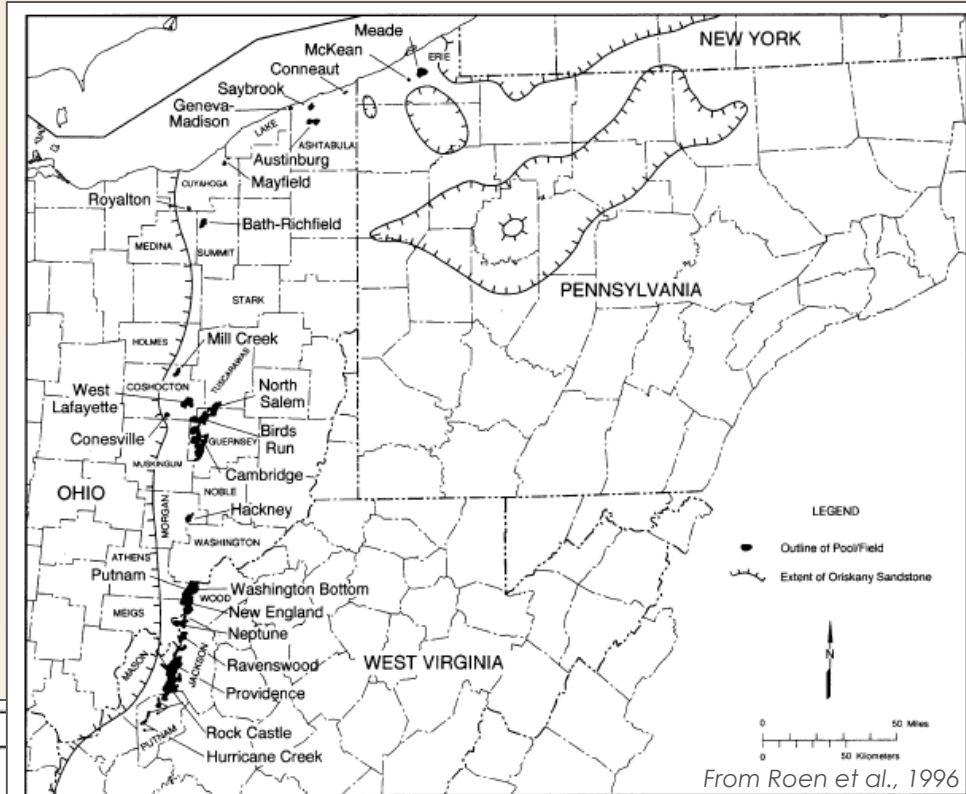 Meade
McKean
ERIE
NEW YORK
Conneaut
Saybrook
Geneva-
Madison
LAKE
ASHTABULA
Austinburg
Mayfield
CUYAHOGA
Royalton
Bath-Richfield
MEDINA
SUMMIT
STARK
PENNSYLVANIA
HOLMES
Mill Creek
TUSCARAWAS
COSHOCTON
West
Lafayette
North
Salem
Conesville
Birds
Run
GUERNSEY
MUSKINGUM
Cambridge
OHIO
NOBLE
MORGAN
Hackney
WASHINGTON
ATHENS
Putnam
Washington Bottom
WOOD
MEIGS
New England
Neptune
MASON
JACKSON
Ravenswood
WEST VIRGINIA
Providence
Rock Castle
PUTNAM
Hurricane Creek
LEGEND
Outline of Pool/Field
Extent of Oriskany Sandstone
N
0 50 Miles
0 50 Kilometers
From Roen et al., 1996